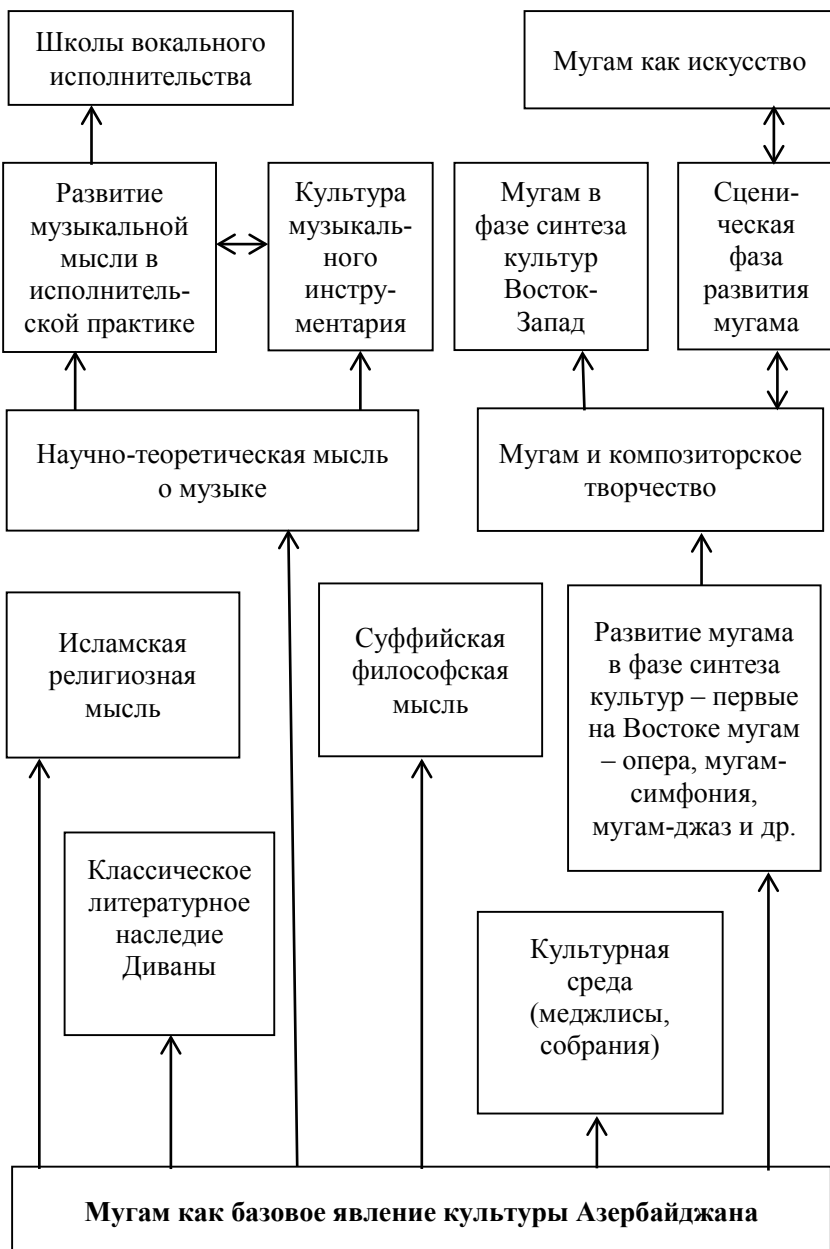 Школы вокального
исполнительства
Мугам как искусство
Развитие
музыкальной
мысли в
исполнитель-
ской практике
Культура
музыкаль-
ного
инстру-
ментария
Мугам в
фазе синтеза
культур
Восток-
Запад
Сцени-
ческая
фаза
развития
мугама
Научно-теоретическая мысль
о музыке
Мугам и композиторское
творчество
Исламская
религиозная
мысль
Суффийская
философская
мысль
Развитие мугама
в фазе синтеза
культур – первые
на Востоке мугам
– опера, мугам-
симфония,
мугам-джаз и др.
Классическое
литературное
наследие
Диваны
Культурная
среда
(меджлисы,
собрания)
Мугам как базовое явление культуры Азербайджана